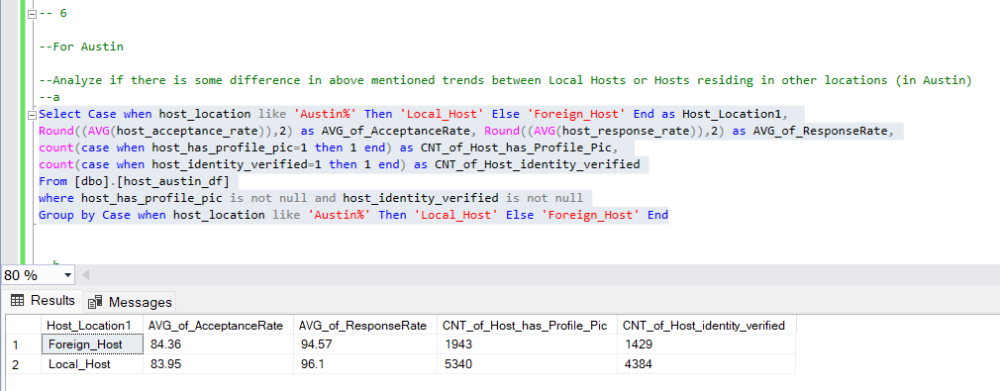 -- 6
--For Austin
--Analyze if there is some difference in above mentioned trends between Local Hosts or Hosts residing in other locations (in Austin)
--a
Select Case when host_location like 'Austin%' Then 'Local_Host' Else 'Foreign_Host' End as Host_Location1,
Round((AVG(host_acceptance_rate)),2) as AVG_of_AcceptanceRate, Round((AVG(host_response_rate)),2) as AVG_of_ResponseRate,
count(case when host_has_profile_pic=1 then 1 end) as CNT_of_Host_has_Profile_Pic,
count(case when host_identity_verified=1 then 1 end) as CNT_of_Host_identity_verified
From [dbo].[host_austin_df]
where host_has_profile_pic is not null and host_identity_verified is not null
Group by Case when host_location like 'Austin%' Then 'Local_Host' Else 'Foreign_Host' End
80 %
Results Messages
Host_Location1 AVG_of_AcceptanceRate AVG_of_ResponseRate CNT_of_Host_has_Profile_Pic CNT_of_Host_identity_verified
1 Foreign_Host 84.36 94.57 1943 1429
2 Local_Host 83.95 96.1 5340 4384